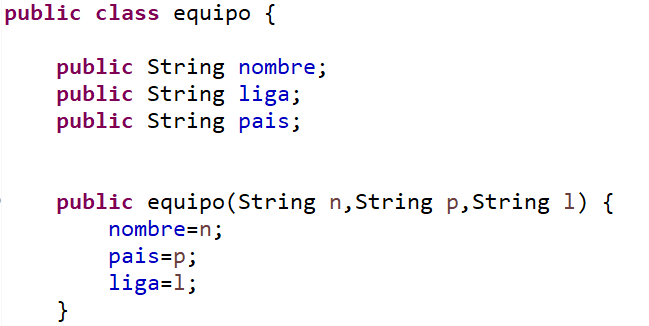 public class equipo {
public String nombre;
public String liga;
public String pais;
public equipo(String n,String p,String l) {
nombre=n;
pais=p;
liga=l;
}